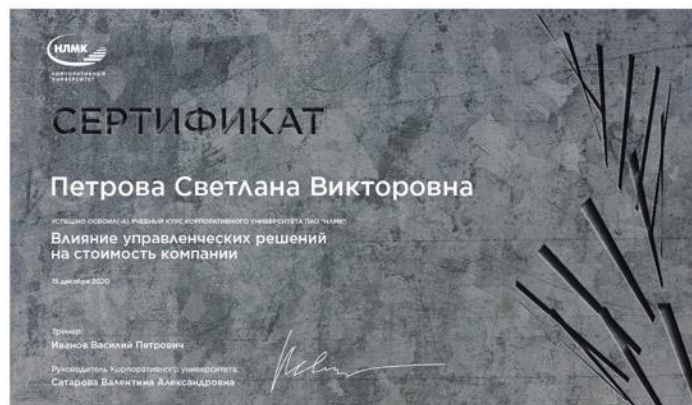 НЛМК
КОРПОРАТИВНЫЙ
УНИВЕРСИТЕТ
СЕРТИФИКАТ
Петрова Светлана Викторовна
УСПЕШНО ОСВОИЛ(-А) УЧЕБНЫЙ КУРС КОРПОРАТИВНОГО УНИВЕРСИТЕТА ПАО "НЛМК"
Влияние управленческих решений
на стоимость компании
15 декабря 2020
Тренер:
Иванов Василий Петрович
Руководитель Корпоративного университета:
Сатарова Валентина Александровна